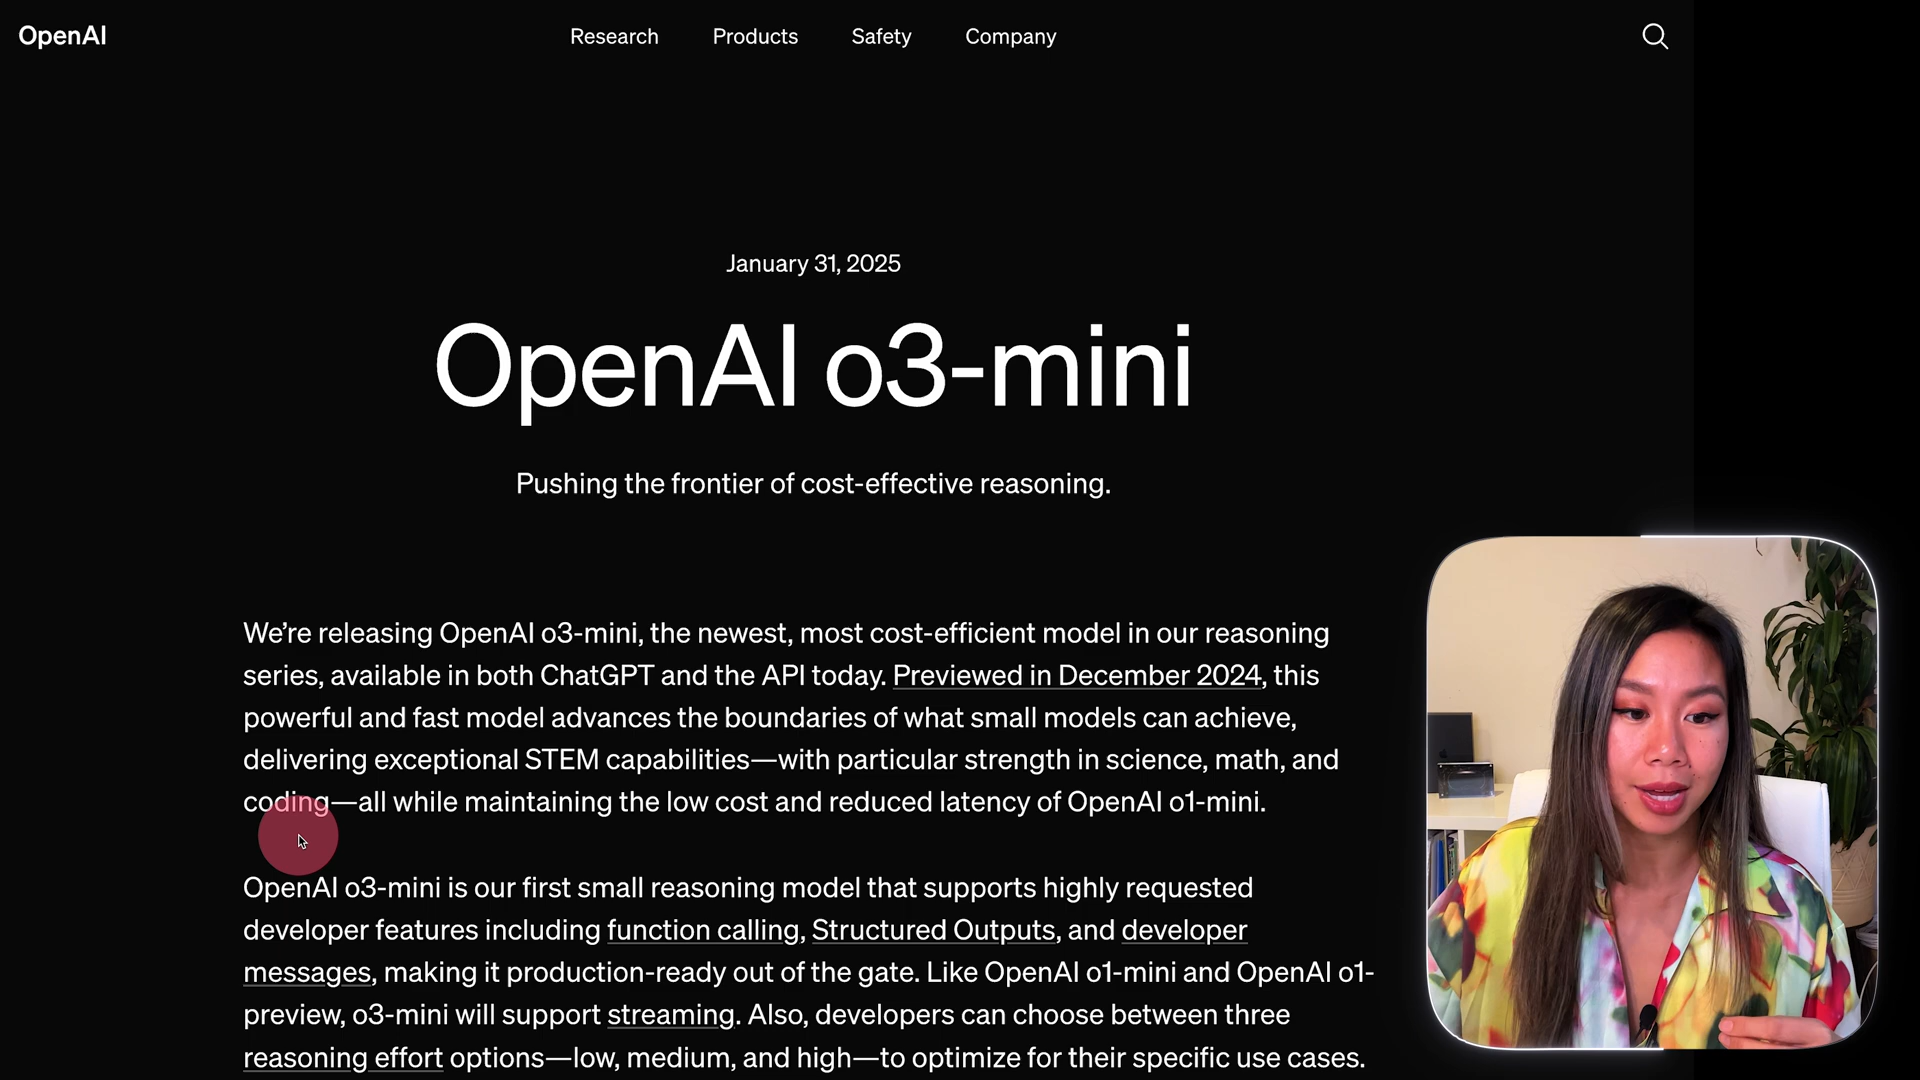 OpenAI
Research Products Safety Company
January 31, 2025
OpenAI o3-mini
Pushing the frontier of cost-effective reasoning.
We’re releasing OpenAI o3-mini, the newest, most cost-efficient model in our reasoning
series, available in both ChatGPT and the API today. Previewed in December 2024, this
powerful and fast model advances the boundaries of what small models can achieve,
delivering exceptional STEM capabilities—with particular strength in science, math, and
coding—all while maintaining the low cost and reduced latency of OpenAI o1-mini.
OpenAI o3-mini is our first small reasoning model that supports highly requested
developer features including function calling, Structured Outputs, and developer
messages, making it production-ready out of the gate. Like OpenAI o1-mini and OpenAI o1-
preview, o3-mini will support streaming. Also, developers can choose between three
reasoning effort options—low, medium, and high—to optimize for their specific use cases.